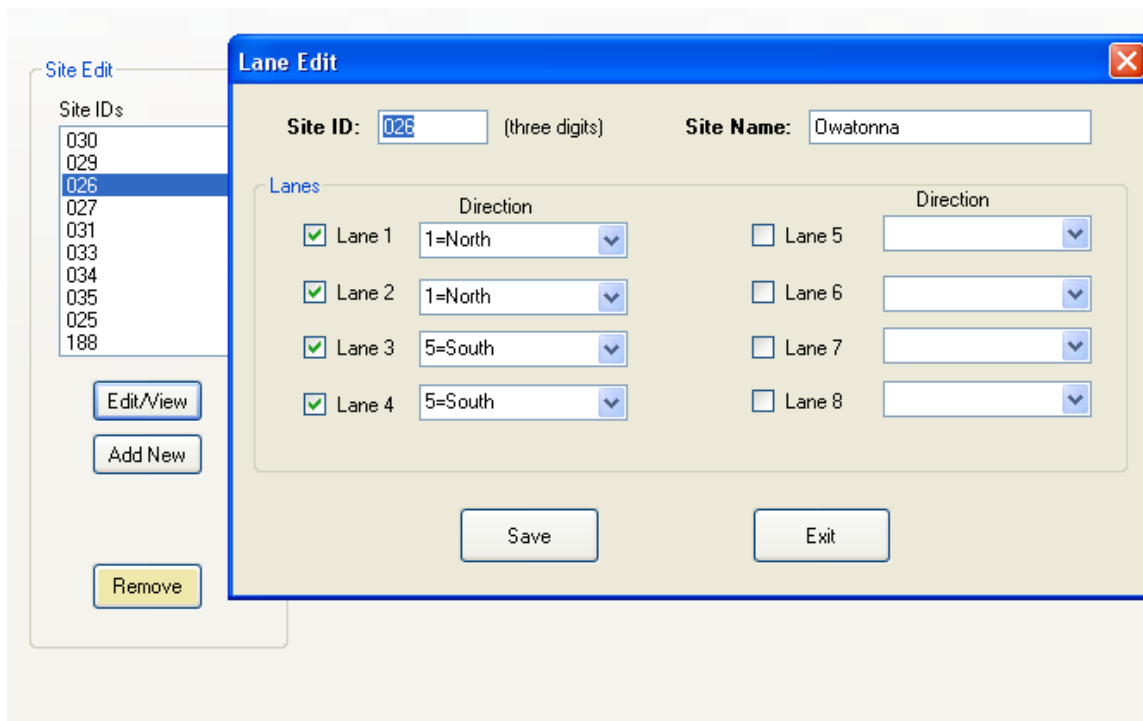 Site Edit
Site IDs
030
029
026
027
031
033
034
035
025
188
Edit/View
Add New
Remove
Lane Edit
Site ID: 026 (three digits) Site Name: Owatonna
Lanes
Direction Direction
Lane 1 1=North Lane 5
Lane 2 1=North Lane 6
Lane 3 5=South Lane 7
Lane 4 5=South Lane 8
Save Exit